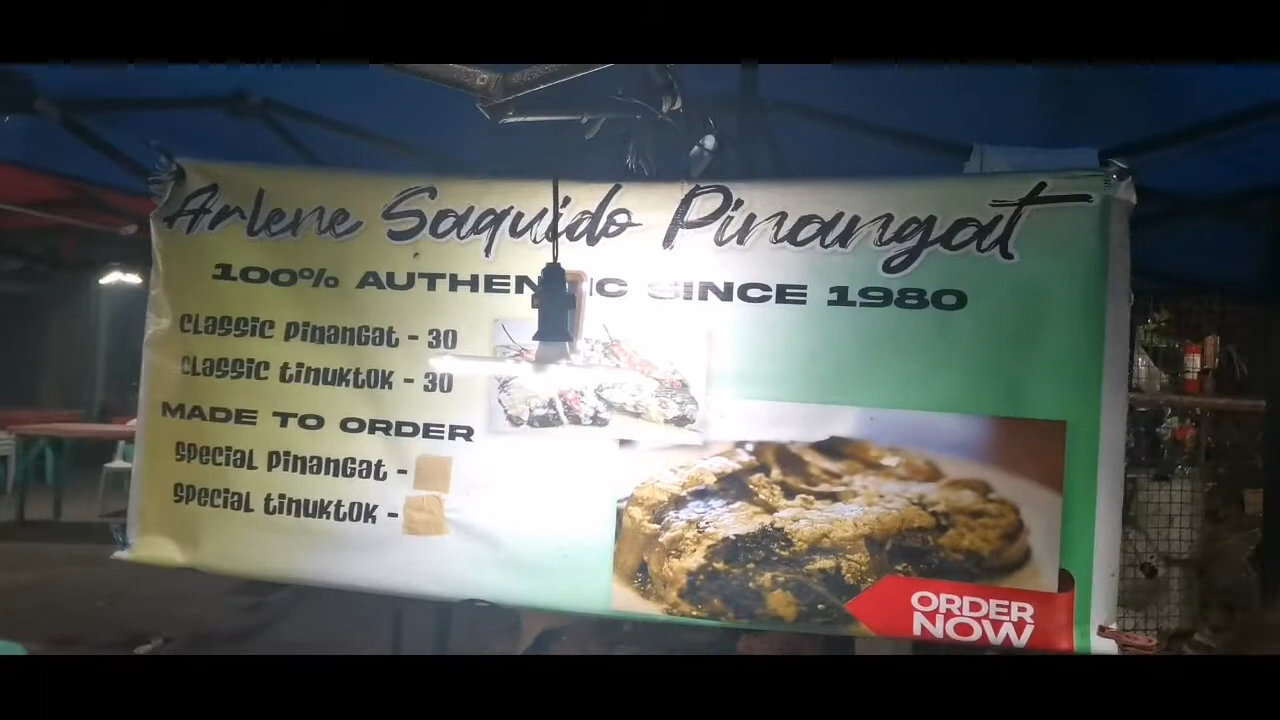 Arlene Saquido Pinangat
100% AUTHENTIC SINCE 1980
CLASSIC PINANGAT - 30
CLASSIC TINUKTOK - 30
MADE TO ORDER
SPECIAL PINANGAT -
SPECIAL TINUKTOK -
ORDER
NOW